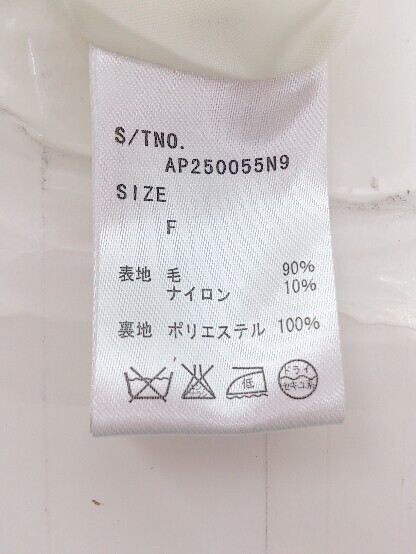 S/TNO.
AP250055N9
SIZE
F
表地 毛 90%
ナイロン 10%
裏地 ポリエステル 100%
低
ドライ
セキユ系